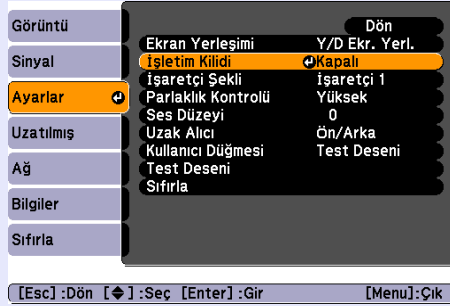 Görüntü
Sinyal
Ayarlar
Uzatılmış
Ağ
Bilgiler
Sıfırla
Dön
Ekran Yerleşimi Y/D Ekr. Yerl.
İşletim Kilidi Kapalı
İşaretçi Şekli İşaretçi 1
Parlaklık Kontrolü Yüksek
Ses Düzeyi 0
Uzak Alıcı Ön/Arka
Kullanıcı Düğmesi Test Deseni
Test Deseni
Sıfırla
[Esc] :Dön [◆] :Seç [Enter] :Gir [Menu]:Çık